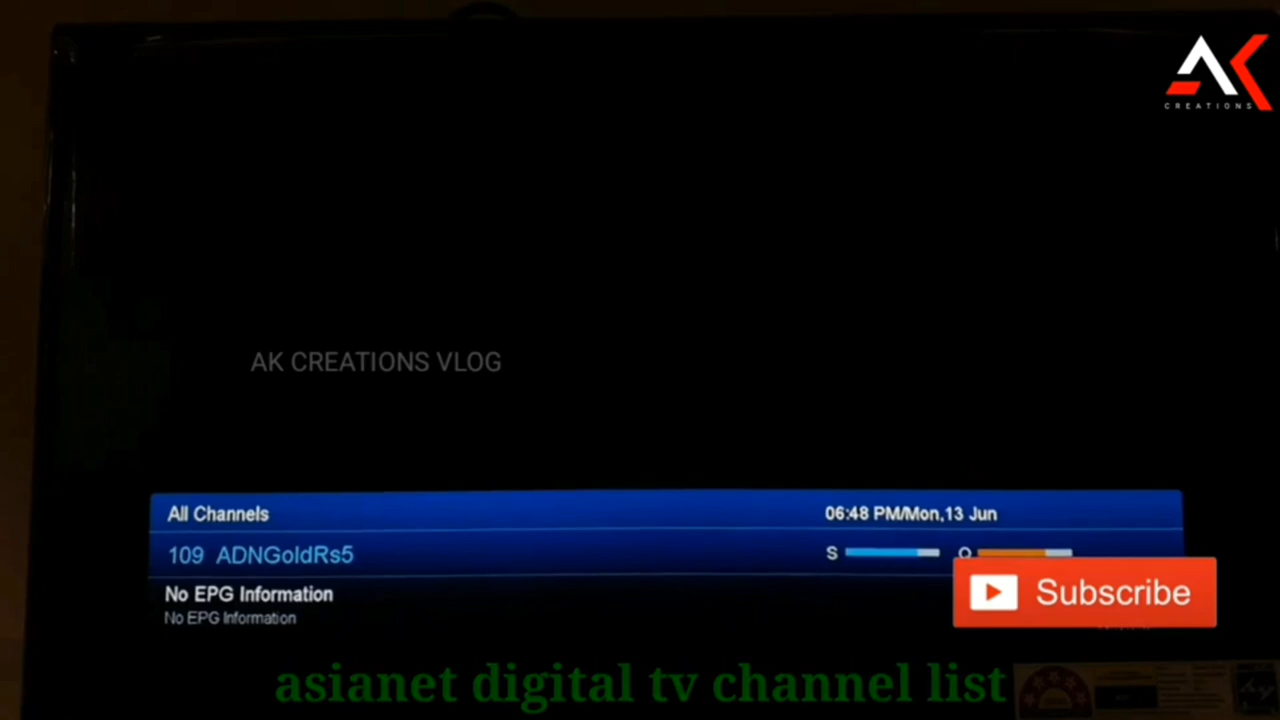 AK
CREATIONS
AK CREATIONS VLOG
All Channels
06:48 PM/Mon,13 Jun
109 ADNGoldRs5
S
Q
No EPG Information
No EPG Information
Subscribe
asianet digital tv channel list